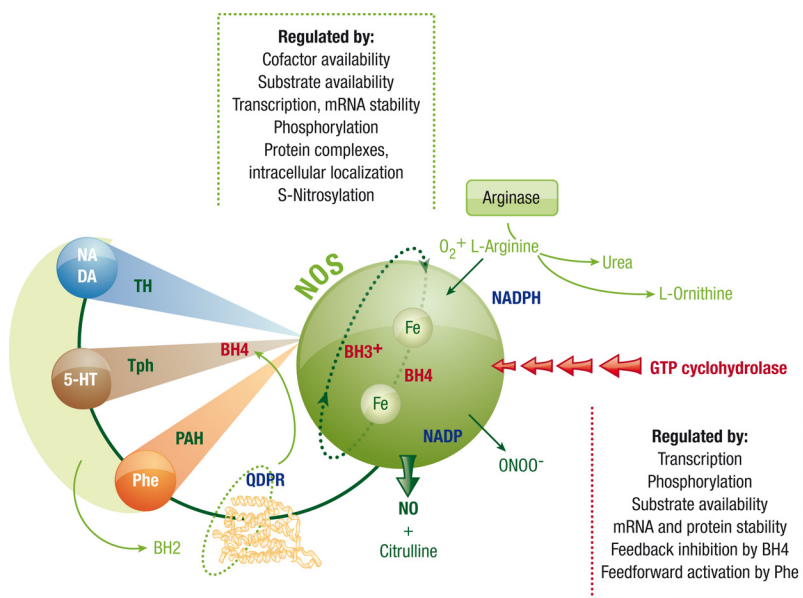 Regulated by:
Cofactor availability
Substrate availability
Transcription, mRNA stability
Phosphorylation
Protein complexes,
intracellular localization
S-Nitrosylation
Arginase
O2+ L-Arginine
Urea
L-Ornithine
NADPH
NOS
NA
DA
TH
Fe
BH3+
BH4
Tph
BH4
5-HT
GTP cyclohydrolase
Fe
PAH
NADP
Phe
QDPR
ONOO-
NO
+
Citrulline
BH2
Regulated by:
Transcription
Phosphorylation
Substrate availability
mRNA and protein stability
Feedback inhibition by BH4
Feedforward activation by Phe